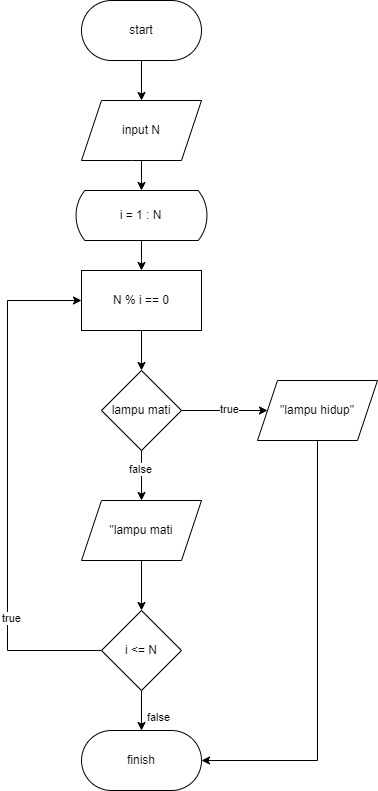 start
input N
i = 1 : N
N % i == 0
lampu mati
true
"lampu hidup"
false
"lampu mati
true
i <= N
false
finish